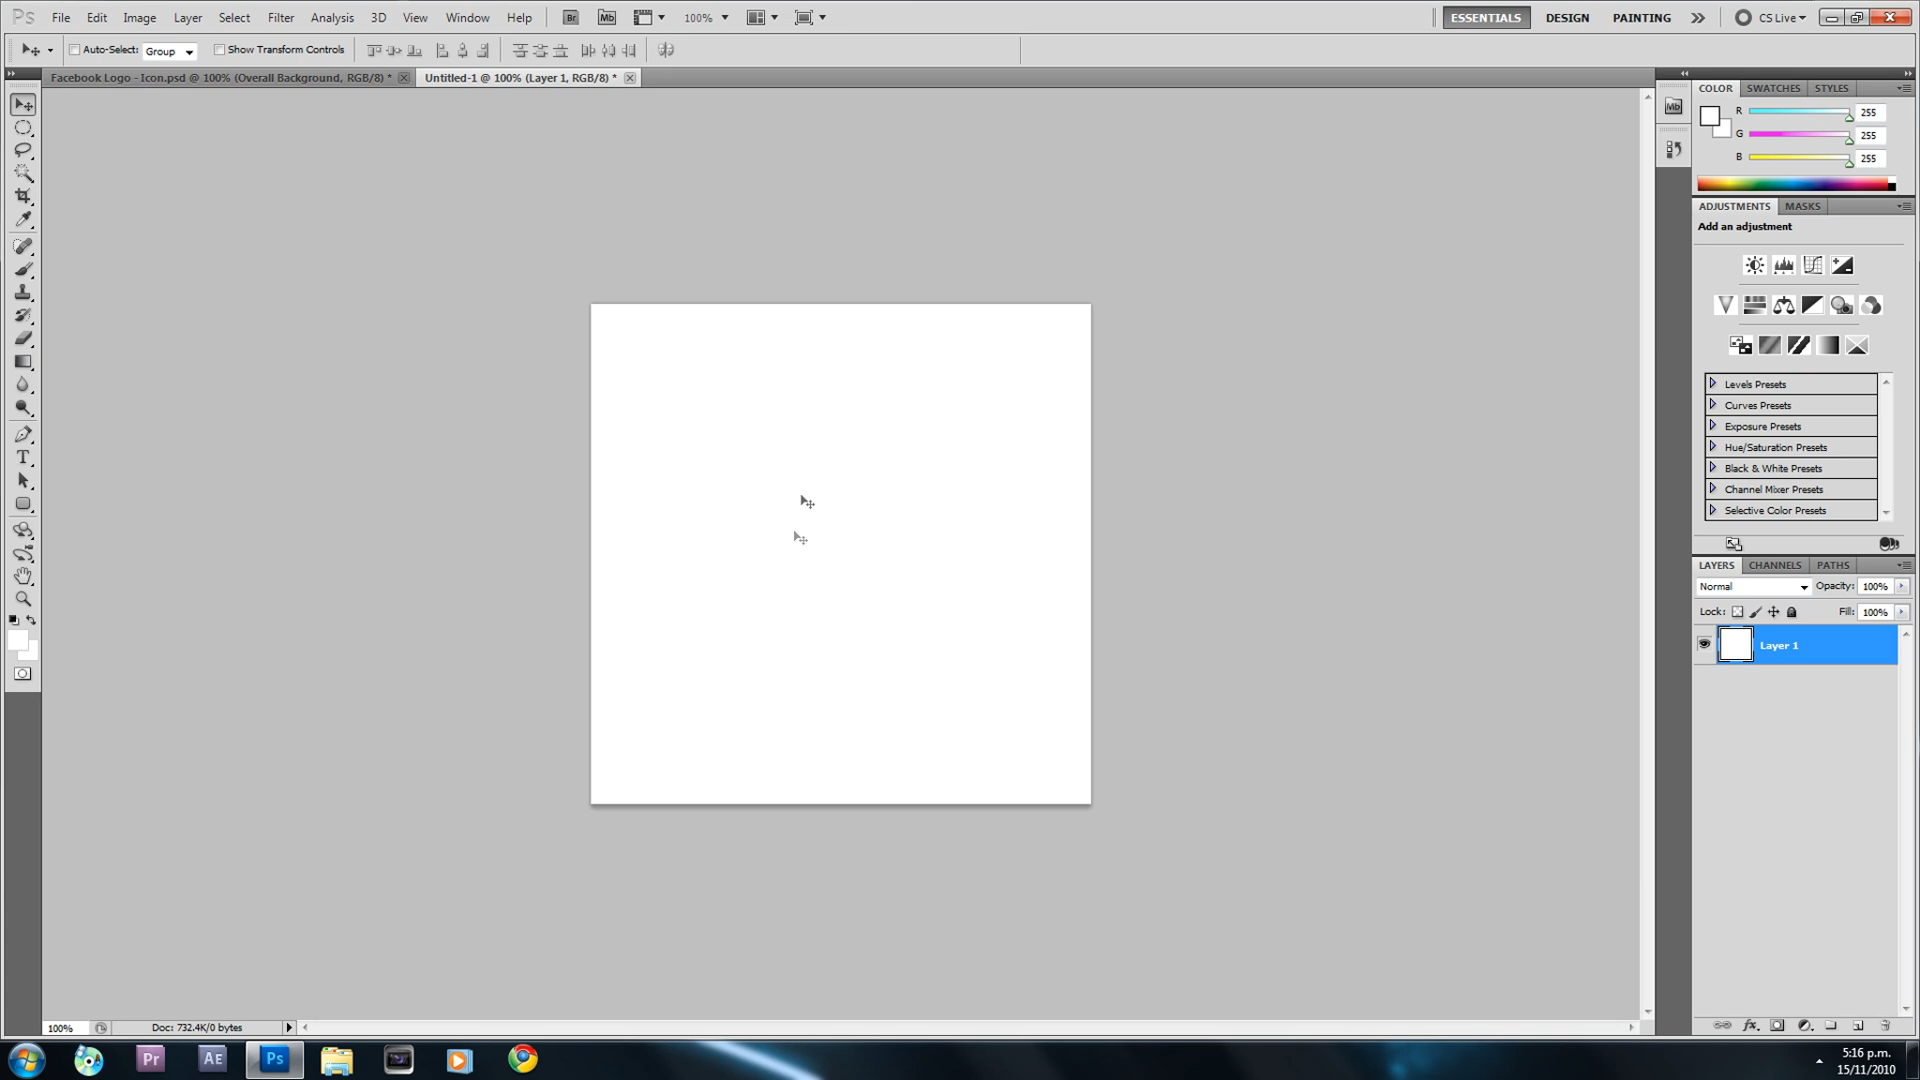 Ps File Edit Image Layer Select Filter Analysis 3D View Window Help Br Mb 100% ESSENTIALS DESIGN PAINTING CS Live
Auto-Select: Group Show Transform Controls
Facebook Logo - Icon.psd @ 100% (Overall Background, RGB/8) * Untitled-1 @ 100% (Layer 1, RGB/8) *
COLOR SWATCHES STYLES
Mb
R 255
G 255
B 255
ADJUSTMENTS MASKS
Add an adjustment
Levels Presets
Curves Presets
Exposure Presets
Hue/Saturation Presets
Black & White Presets
Channel Mixer Presets
Selective Color Presets
LAYERS CHANNELS PATHS
Normal Opacity: 100%
Lock: Fill: 100%
Layer 1
100% Doc: 732.4K/0 bytes
fx.
Pr AE Ps
5:16 p.m.
15/11/2010